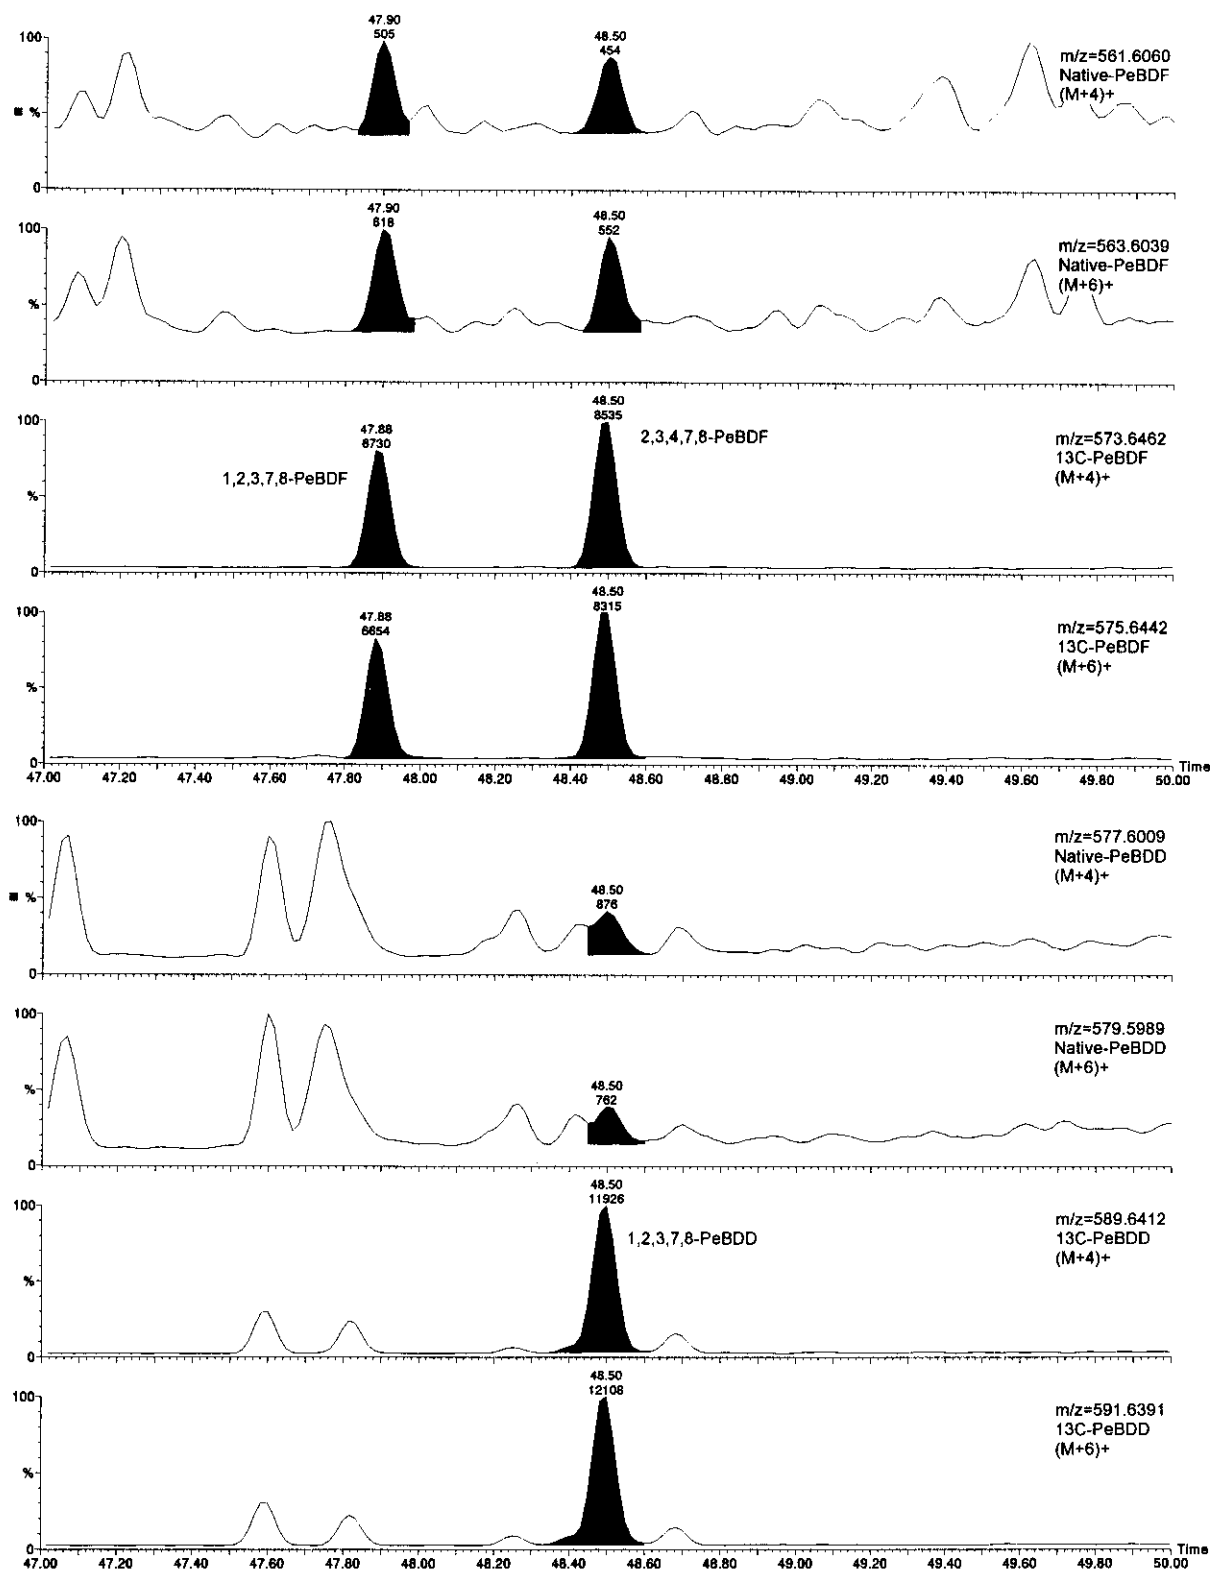 47.90
505
48.50
454
100
%
0
m/z=561.6060
Native-PeBDF
(M+4)+
47.90
618
48.50
552
100
%
0
m/z=563.6039
Native-PeBDF
(M+6)+
47.88
6730
48.50
8535
100
%
0
1,2,3,7,8-PeBDF
2,3,4,7,8-PeBDF
m/z=573.6462
13C-PeBDF
(M+4)+
47.88
6654
48.50
8315
100
%
0
m/z=575.6442
13C-PeBDF
(M+6)+
47.00 47.20 47.40 47.60 47.80 48.00 48.20 48.40 48.60 48.80 49.00 49.20 49.40 49.60 49.80 50.00 Time
48.50
876
100
%
0
m/z=577.6009
Native-PeBDD
(M+4)+
48.50
762
100
%
0
m/z=579.5989
Native-PeBDD
(M+6)+
48.50
11926
100
%
0
1,2,3,7,8-PeBDD
m/z=589.6412
13C-PeBDD
(M+4)+
48.50
12108
100
%
0
m/z=591.6391
13C-PeBDD
(M+6)+
47.00 47.20 47.40 47.60 47.80 48.00 48.20 48.40 48.60 48.80 49.00 49.20 49.40 49.60 49.80 50.00 Time